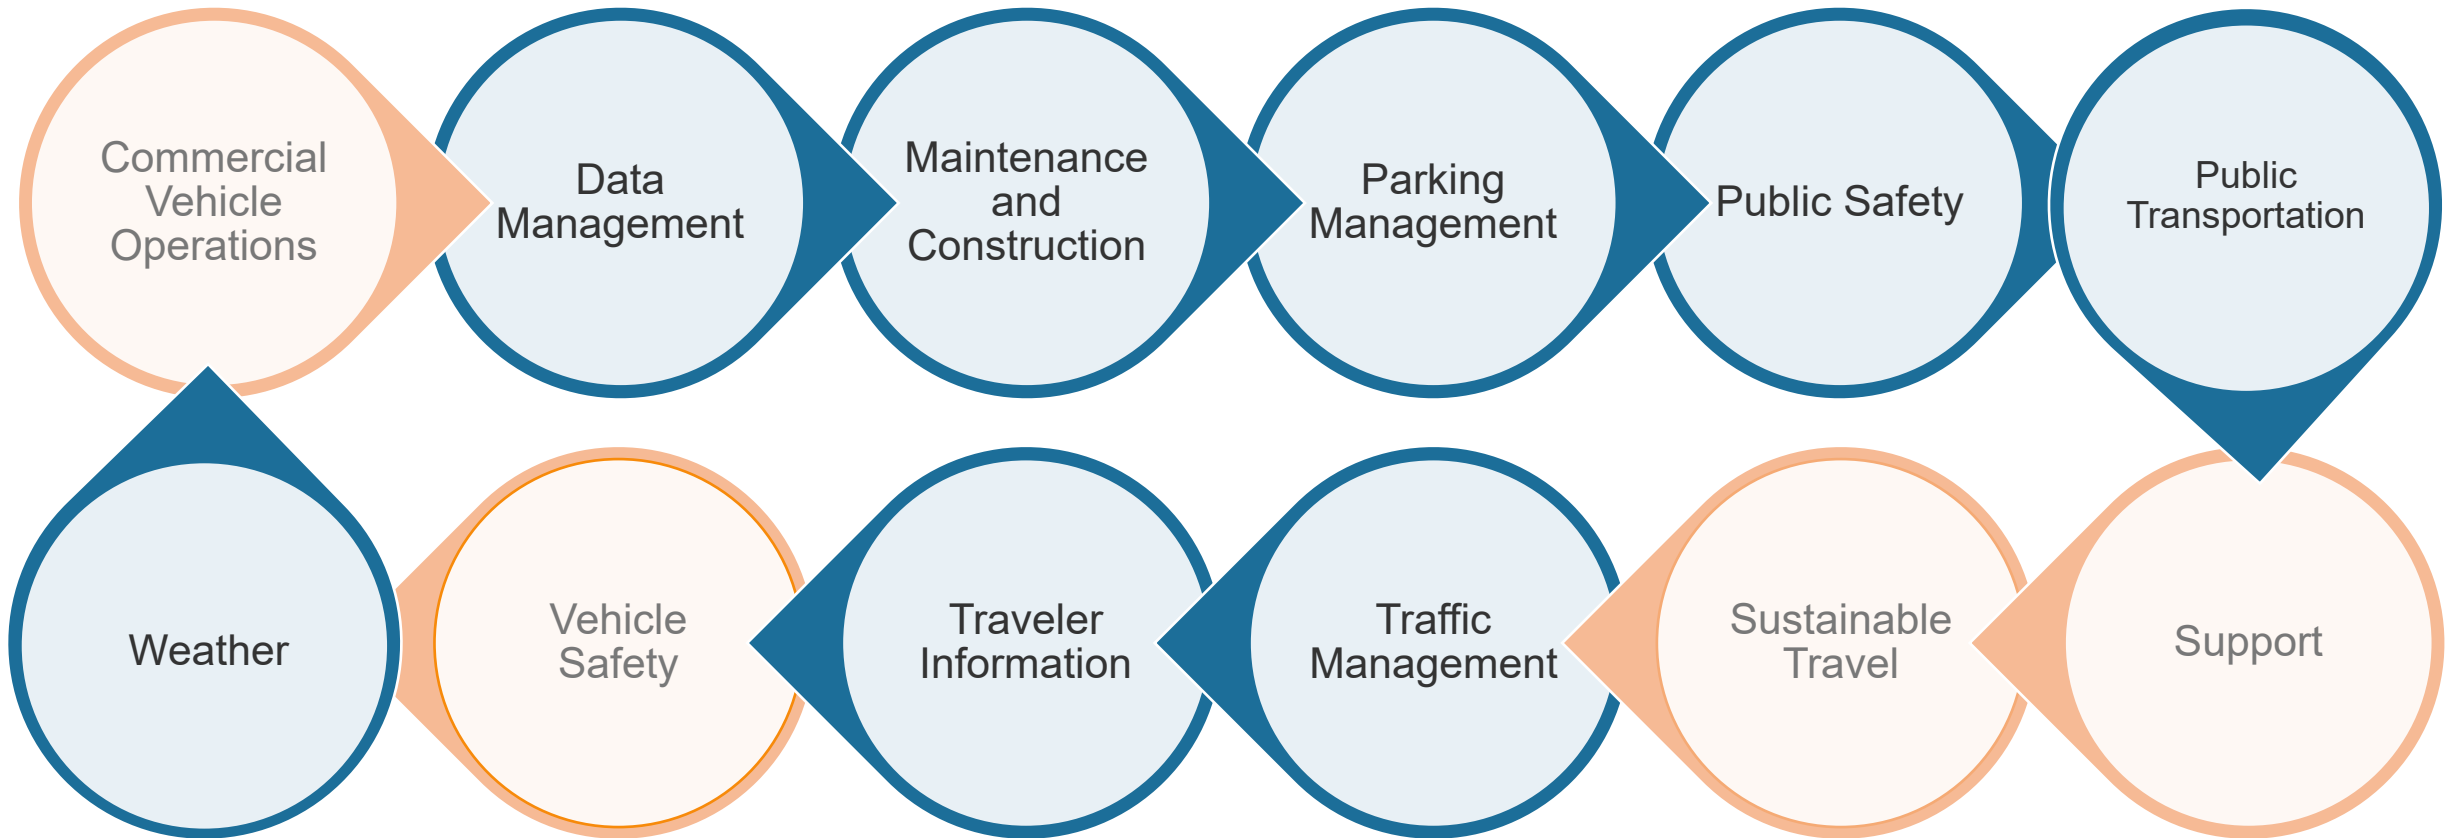 Commercial
Vehicle
Operations
Data
Management
Maintenance
and
Construction
Parking
Management
Public Safety
Public
Transportation
Weather
Vehicle
Safety
Traveler
Information
Traffic
Management
Sustainable
Travel
Support